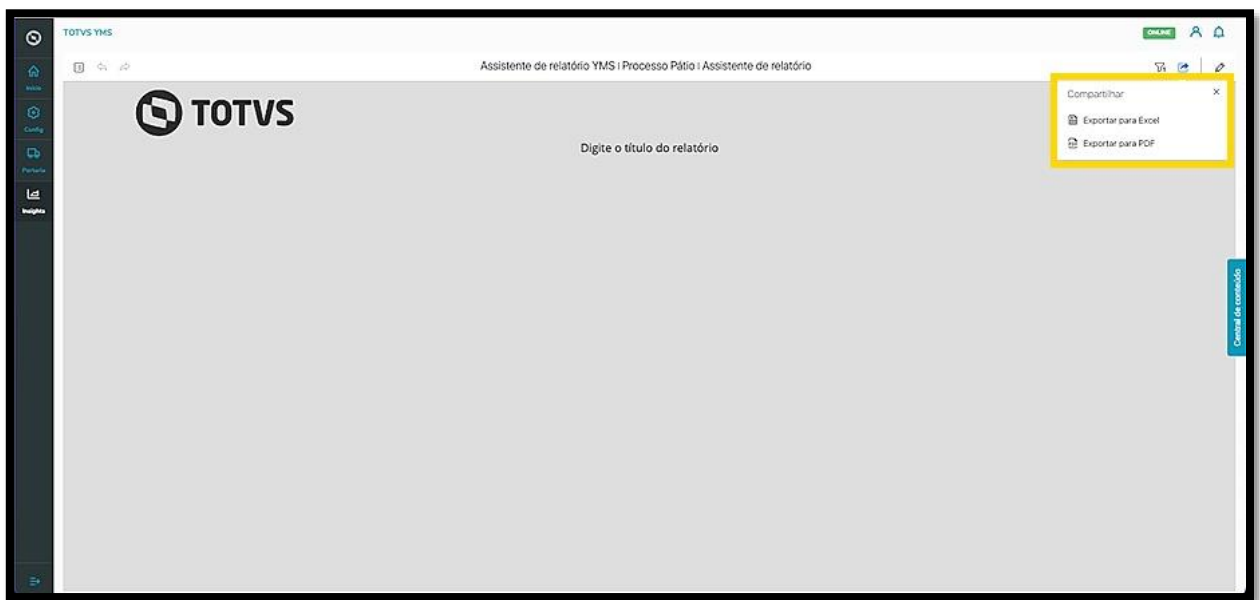 TOTVS YMS
ONLINE
Início
Config
Portaria
Insights
Assistente de relatório YMS | Processo Pátio | Assistente de relatório
TOTVS
Digite o título do relatório
Compartilhar
Exportar para Excel
Exportar para PDF
Central de conteúdo